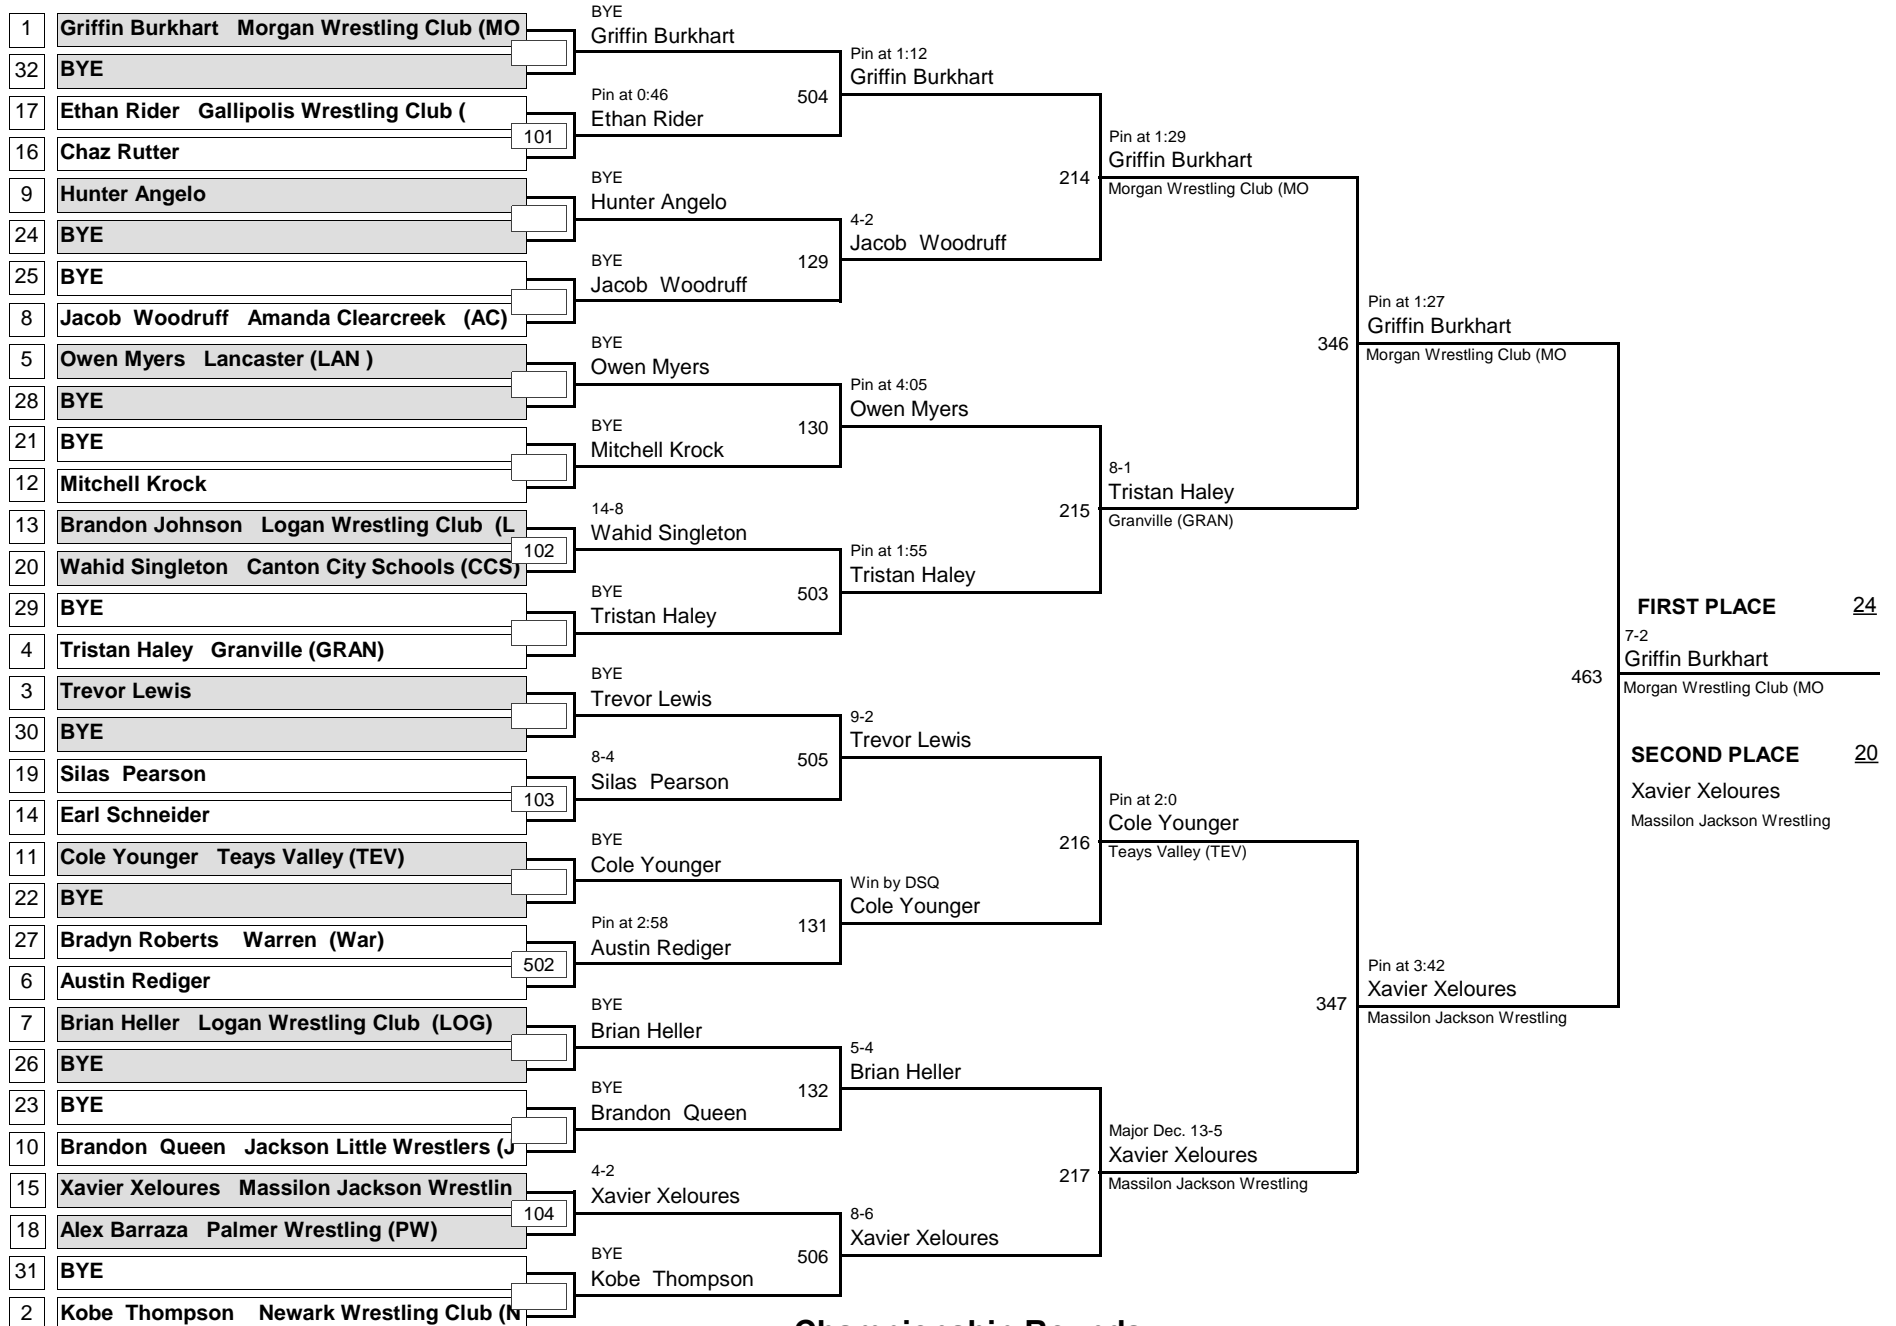 1 Griffin Burkhart Morgan Wrestling Club (MO
32 BYE
17 Ethan Rider Gallipolis Wrestling Club (
16 Chaz Rutter
9 Hunter Angelo
24 BYE
25 BYE
8 Jacob Woodruff Amanda Clearcreek (AC)
5 Owen Myers Lancaster (LAN )
28 BYE
21 BYE
12 Mitchell Krock
13 Brandon Johnson Logan Wrestling Club (L
20 Wahid Singleton Canton City Schools (CCS)
29 BYE
4 Tristan Haley Granville (GRAN)
3 Trevor Lewis
30 BYE
19 Silas Pearson
14 Earl Schneider
11 Cole Younger Teays Valley (TEV)
22 BYE
27 Bradyn Roberts Warren (War)
6 Austin Rediger
7 Brian Heller Logan Wrestling Club (LOG)
26 BYE
23 BYE
10 Brandon Queen Jackson Little Wrestlers (J
15 Xavier Xeloures Massilon Jackson Wrestlin
18 Alex Barraza Palmer Wrestling (PW)
31 BYE
2 Kobe Thompson Newark Wrestling Club (N
101
102
103
502
104
BYE
Griffin Burkhart
Pin at 0:46
Ethan Rider
BYE
Hunter Angelo
BYE
Jacob Woodruff
BYE
Owen Myers
BYE
Mitchell Krock
14-8
Wahid Singleton
BYE
Tristan Haley
BYE
Trevor Lewis
8-4
Silas Pearson
BYE
Cole Younger
Pin at 2:58
Austin Rediger
BYE
Brian Heller
BYE
Brandon Queen
4-2
Xavier Xeloures
BYE
Kobe Thompson
504
129
130
503
505
131
132
506
Pin at 1:12
Griffin Burkhart
4-2
Jacob Woodruff
Pin at 4:05
Owen Myers
Pin at 1:55
Tristan Haley
9-2
Trevor Lewis
Win by DSQ
Cole Younger
5-4
Brian Heller
8-6
Xavier Xeloures
214
215
216
217
Pin at 1:29
Griffin Burkhart
Morgan Wrestling Club (MO
8-1
Tristan Haley
Granville (GRAN)
Pin at 2:0
Cole Younger
Teays Valley (TEV)
Major Dec. 13-5
Xavier Xeloures
Massilon Jackson Wrestling
346
347
Pin at 1:27
Griffin Burkhart
Morgan Wrestling Club (MO
Pin at 3:42
Xavier Xeloures
Massilon Jackson Wrestling
463
FIRST PLACE 24
7-2
Griffin Burkhart
Morgan Wrestling Club (MO
SECOND PLACE 20
Xavier Xeloures
Massilon Jackson Wrestling
Championship Rounds